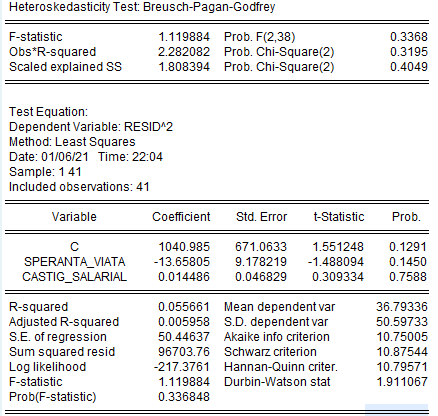 Heteroskedasticity Test: Breusch-Pagan-Godfrey
F-statistic 1.119884 Prob. F(2,38) 0.3368
Obs*R-squared 2.282082 Prob. Chi-Square(2) 0.3195
Scaled explained SS 1.808394 Prob. Chi-Square(2) 0.4049
Test Equation:
Dependent Variable: RESID^2
Method: Least Squares
Date: 01/06/21 Time: 22:04
Sample: 1 41
Included observations: 41
Variable Coefficient Std. Error t-Statistic Prob.
C 1040.985 671.0633 1.551248 0.1291
SPERANTA_VIATA -13.65805 9.178219 -1.488094 0.1450
CASTIG_SALARIAL 0.014486 0.046829 0.309334 0.7588
R-squared 0.055661 Mean dependent var 36.79336
Adjusted R-squared 0.005958 S.D. dependent var 50.59733
S.E. of regression 50.44637 Akaike info criterion 10.75005
Sum squared resid 96703.76 Schwarz criterion 10.87544
Log likelihood -217.3761 Hannan-Quinn criter. 10.79571
F-statistic 1.119884 Durbin-Watson stat 1.911067
Prob(F-statistic) 0.336848